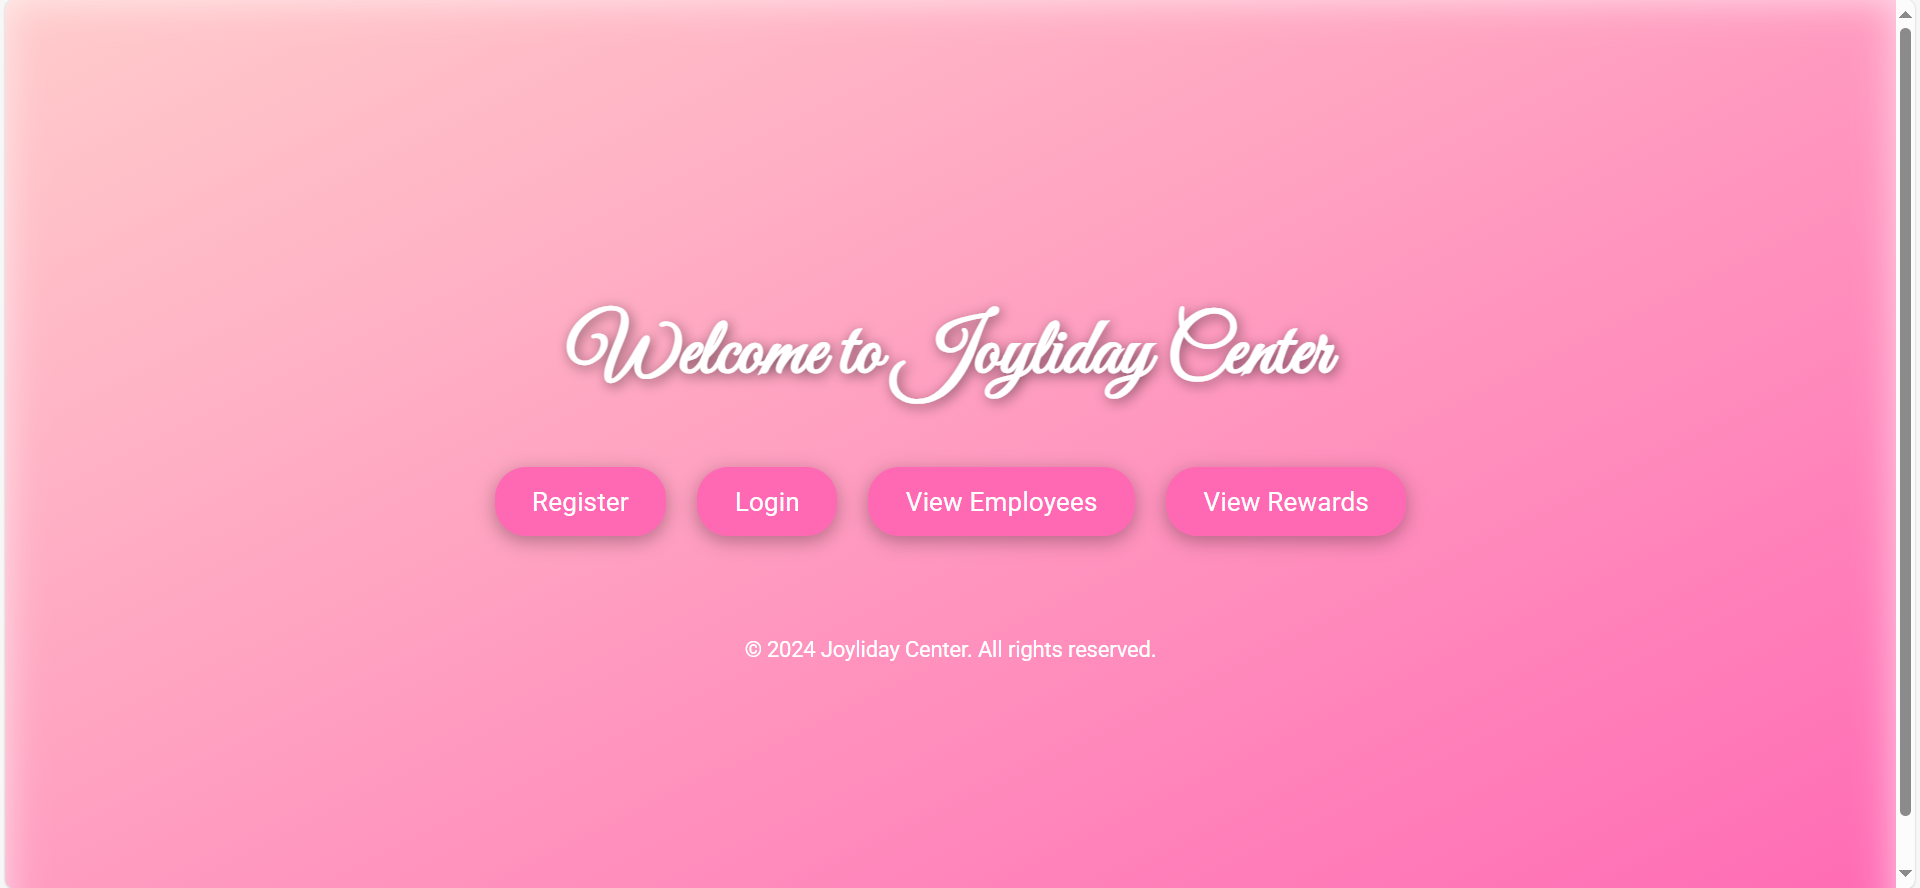 Welcome to Joyliday Center
Register Login View Employees View Rewards
© 2024 Joyliday Center. All rights reserved.